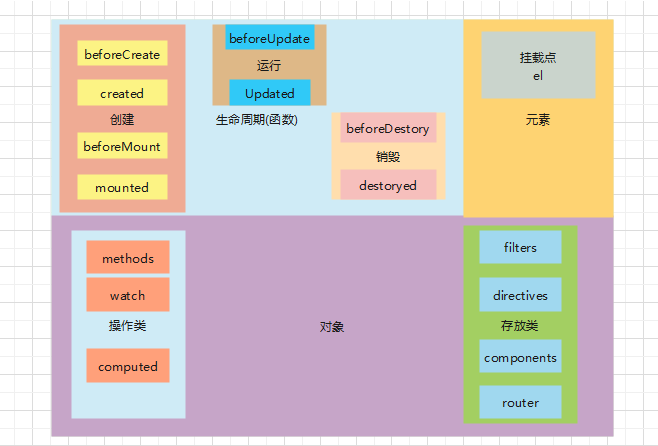 beforeCreate
created
创建
beforeMount
mounted
beforeUpdate
运行
Updated
生命周期(函数)
beforeDestory
销毁
destoryed
挂载点
el
元素
methods
watch
操作类
computed
对象
filters
directives
存放类
components
router